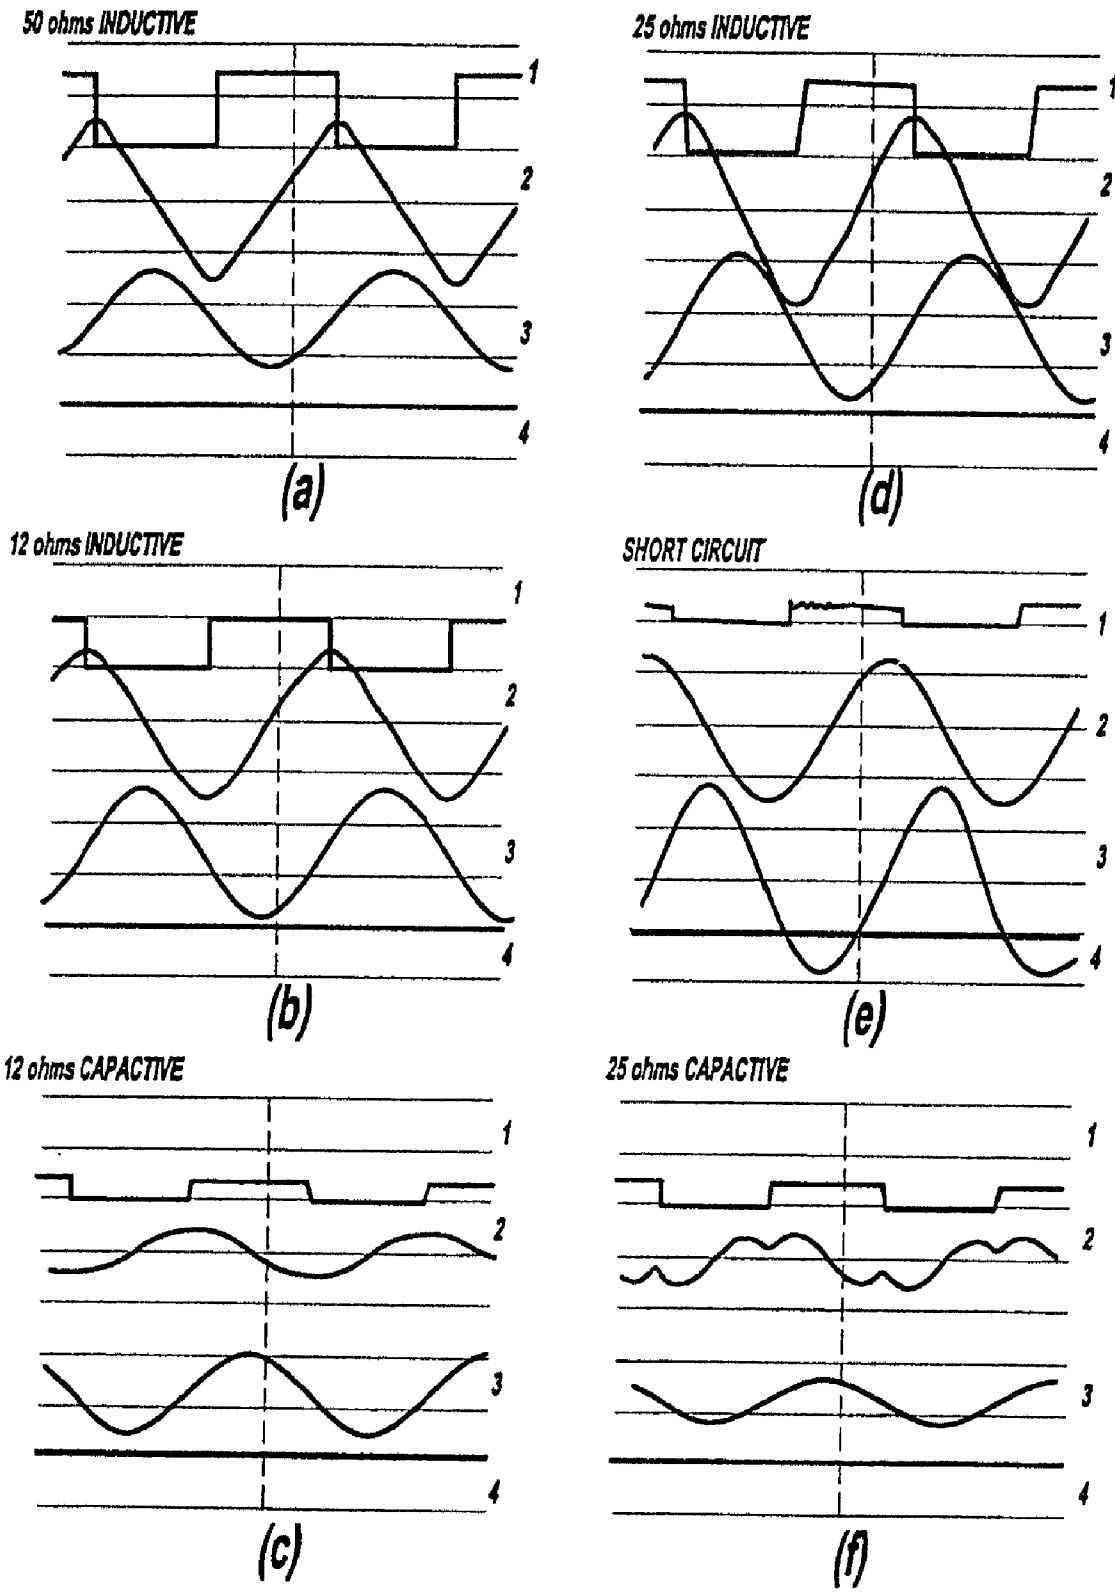 50 ohms INDUCTIVE
1
2
3
4
(a)
25 ohms INDUCTIVE
1
2
3
4
(d)
12 ohms INDUCTIVE
1
2
3
4
(b)
SHORT CIRCUIT
1
2
3
4
(e)
12 ohms CAPACTIVE
1
2
3
4
(c)
25 ohms CAPACTIVE
1
2
3
4
(f)